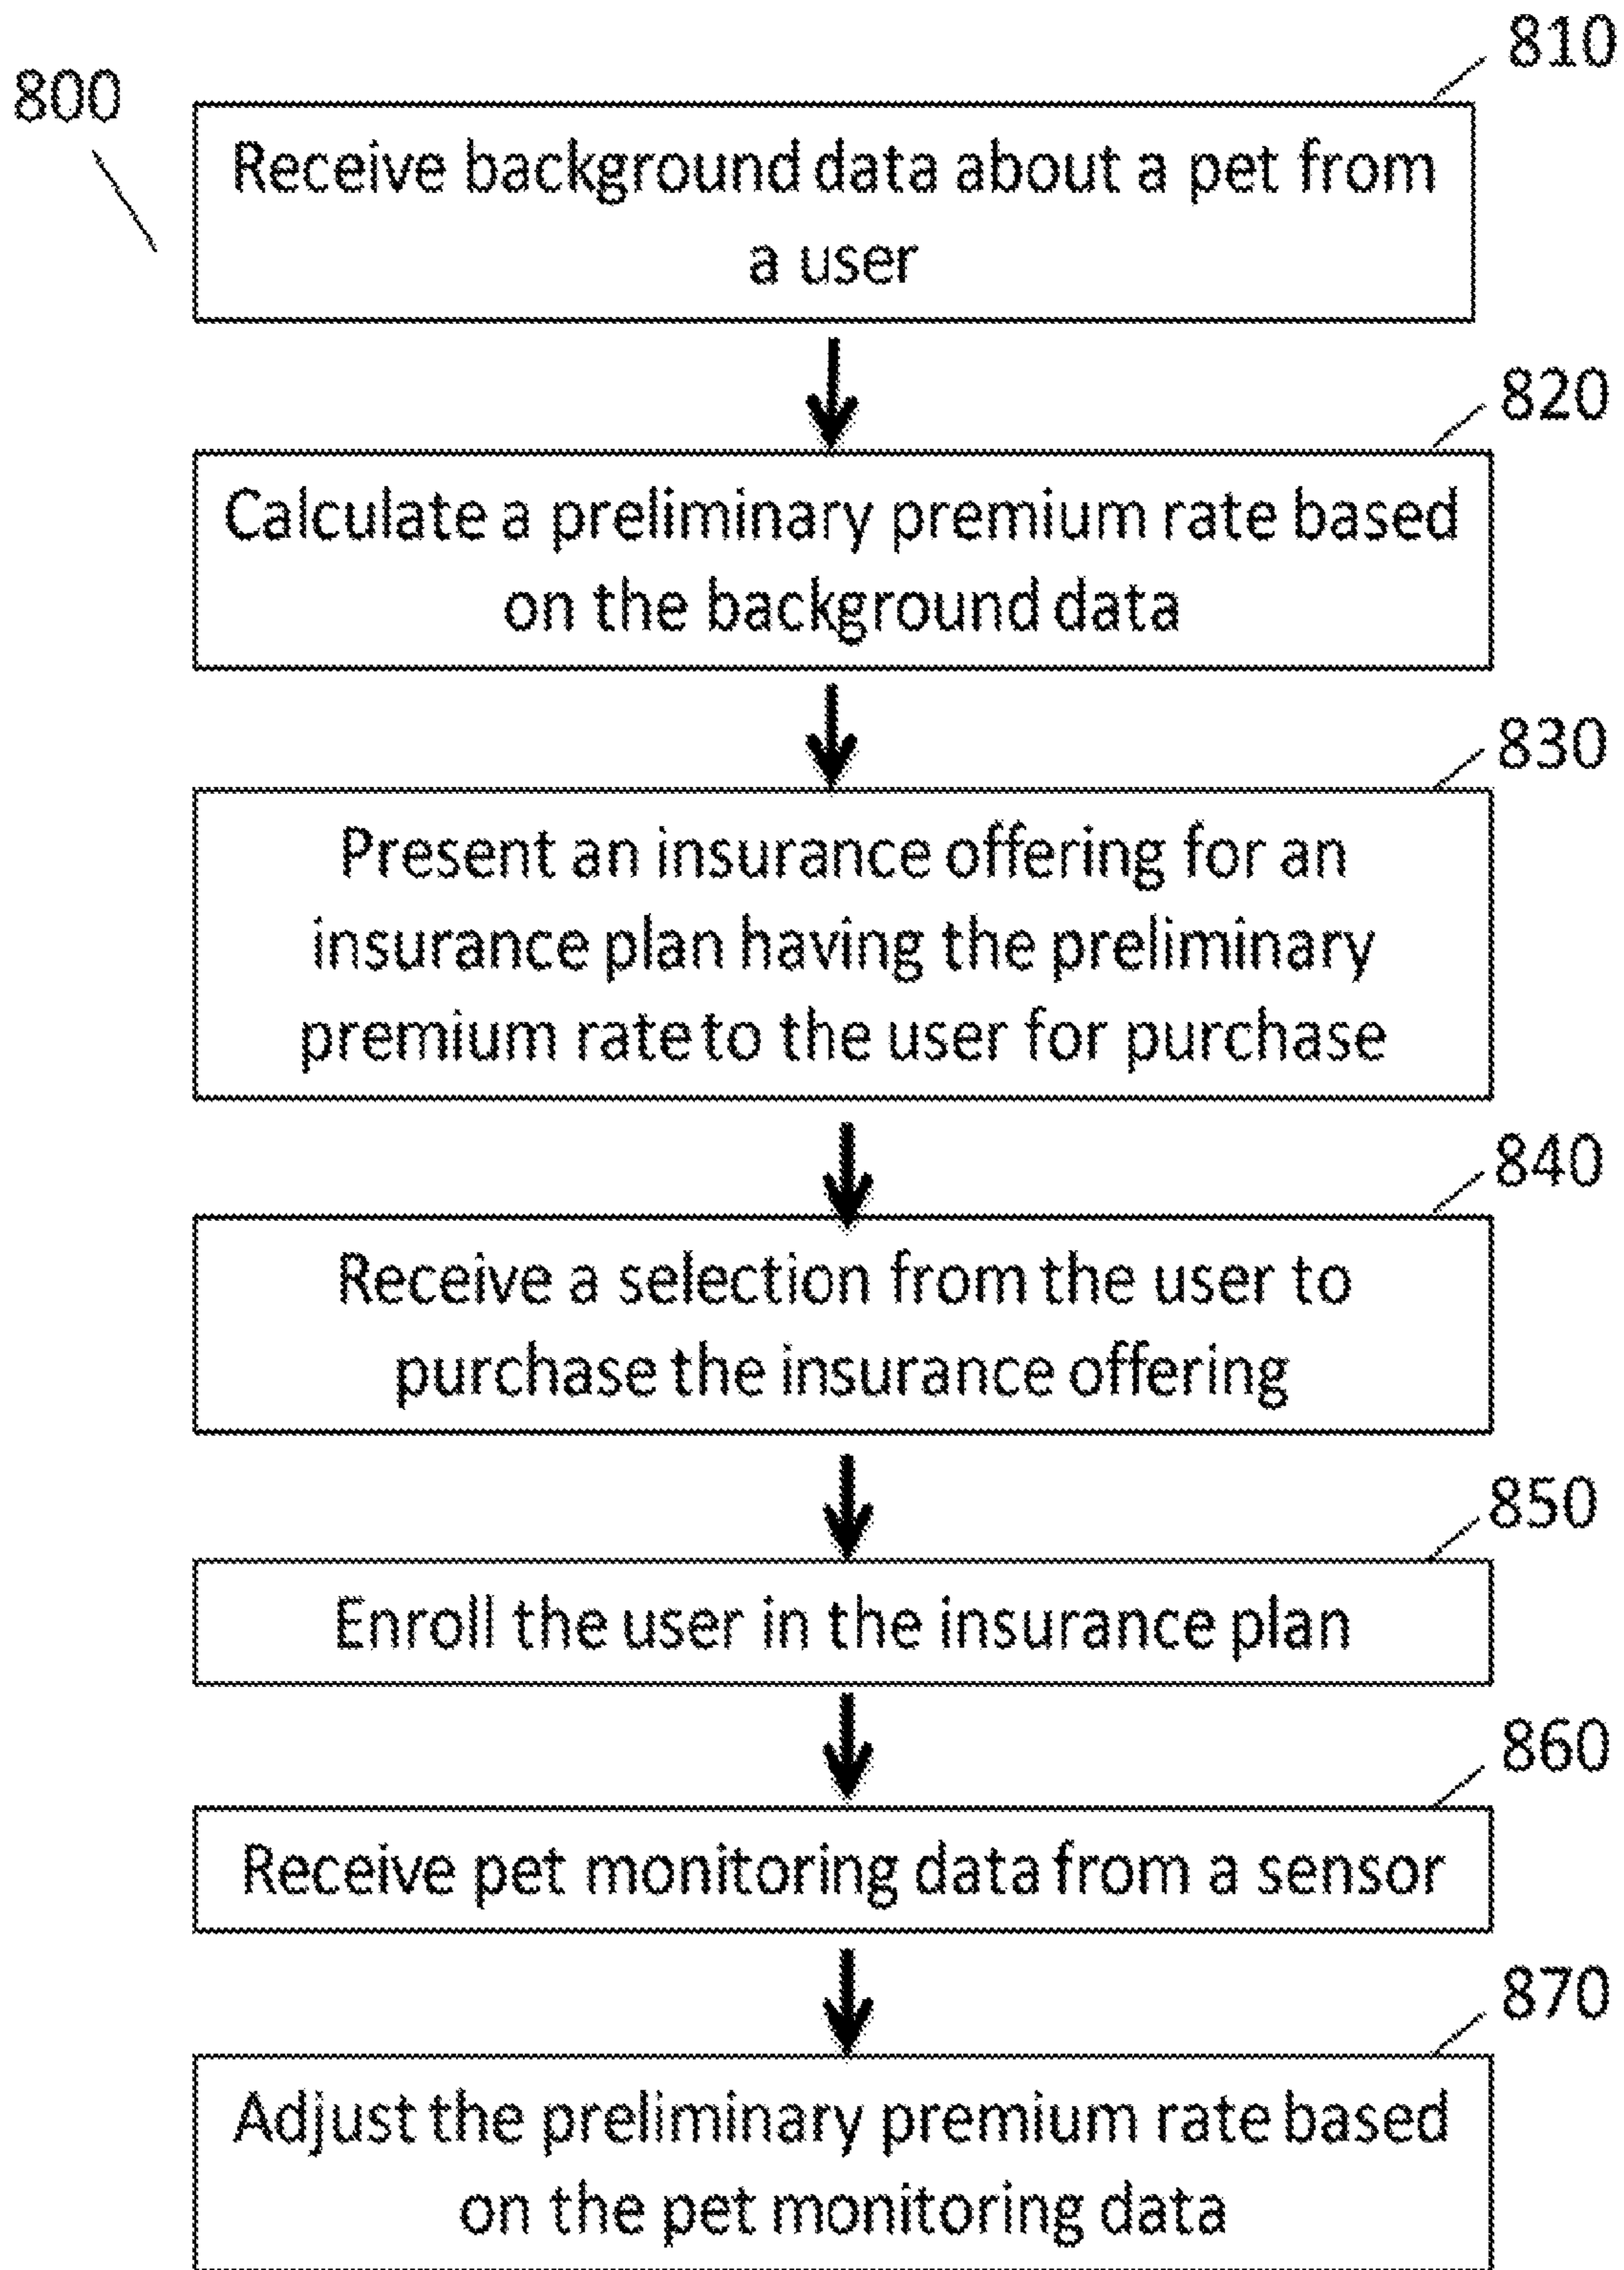 810
800
Receive background data about a pet from
a user
820
Calculate a preliminary premium rate based
on the background data
830
Present an insurance offering for an
insurance plan having the preliminary
premium rate to the user for purchase
840
Receive a selection from the user to
purchase the insurance offering
850
Enroll the user in the insurance plan
860
Receive pet monitoring data from a sensor
870
Adjust the preliminary premium rate based
on the pet monitoring data